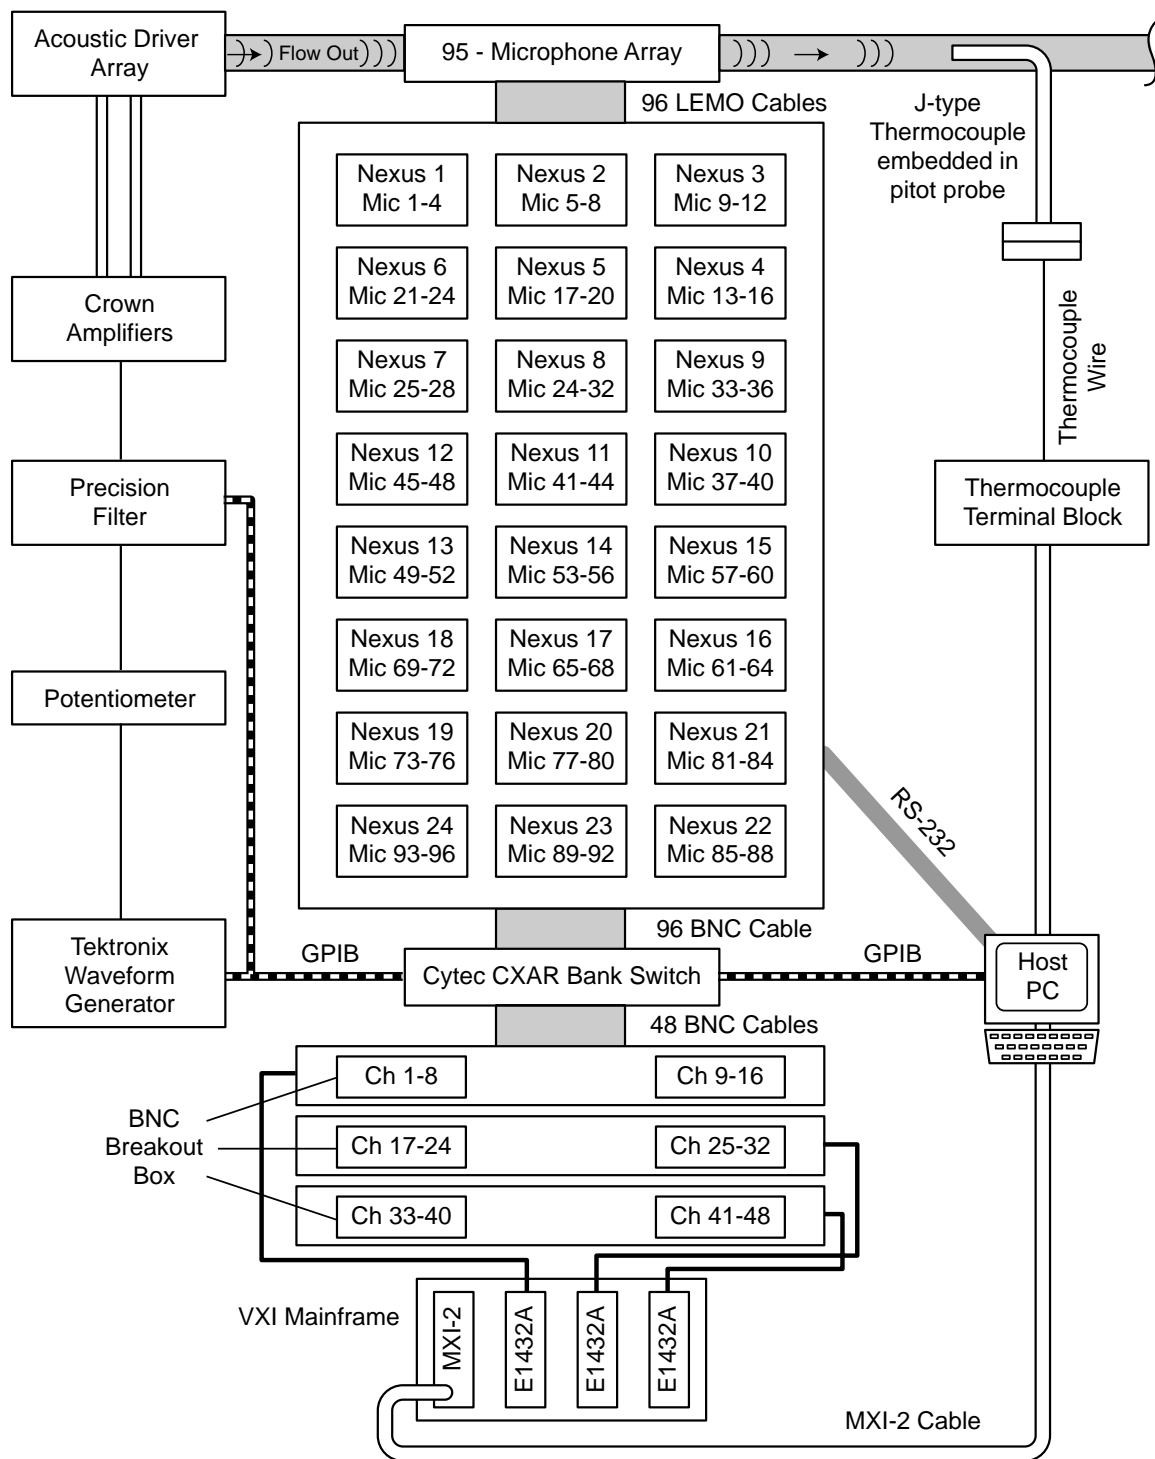 Acoustic Driver
Array
Flow Out
95 - Microphone Array
96 LEMO Cables
J-type
Thermocouple
embedded in
pitot probe
Nexus 1
Mic 1-4
Nexus 2
Mic 5-8
Nexus 3
Mic 9-12
Nexus 6
Mic 21-24
Nexus 5
Mic 17-20
Nexus 4
Mic 13-16
Crown
Amplifiers
Thermocouple
Wire
Nexus 7
Mic 25-28
Nexus 8
Mic 24-32
Nexus 9
Mic 33-36
Nexus 12
Mic 45-48
Nexus 11
Mic 41-44
Nexus 10
Mic 37-40
Precision
Filter
Thermocouple
Terminal Block
Nexus 13
Mic 49-52
Nexus 14
Mic 53-56
Nexus 15
Mic 57-60
Nexus 18
Mic 69-72
Nexus 17
Mic 65-68
Nexus 16
Mic 61-64
Potentiometer
Nexus 19
Mic 73-76
Nexus 20
Mic 77-80
Nexus 21
Mic 81-84
RS-232
Nexus 24
Mic 93-96
Nexus 23
Mic 89-92
Nexus 22
Mic 85-88
96 BNC Cable
Tektronix
Waveform
Generator
GPIB
Cytec CXAR Bank Switch
GPIB
Host
PC
48 BNC Cables
Ch 1-8
Ch 9-16
BNC
Breakout
Box
Ch 17-24
Ch 25-32
Ch 33-40
Ch 41-48
VXI Mainframe
MXI-2
E1432A
E1432A
E1432A
MXI-2 Cable